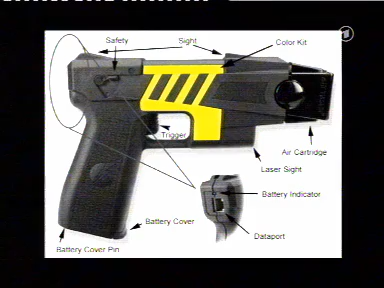 Safety
Sight
Color Kit
Trigger
Air Cartridge
Laser Sight
Battery Indicator
Battery Cover
Dataport
Battery Cover Pin